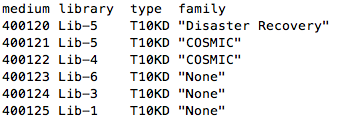 medium library  type  family
400120 Lib-5    T10KD "Disaster Recovery"
400121 Lib-5    T10KD "COSMIC"
400122 Lib-4    T10KD "COSMIC"
400123 Lib-6    T10KD "None"
400124 Lib-3    T10KD "None"
400125 Lib-1    T10KD "None"